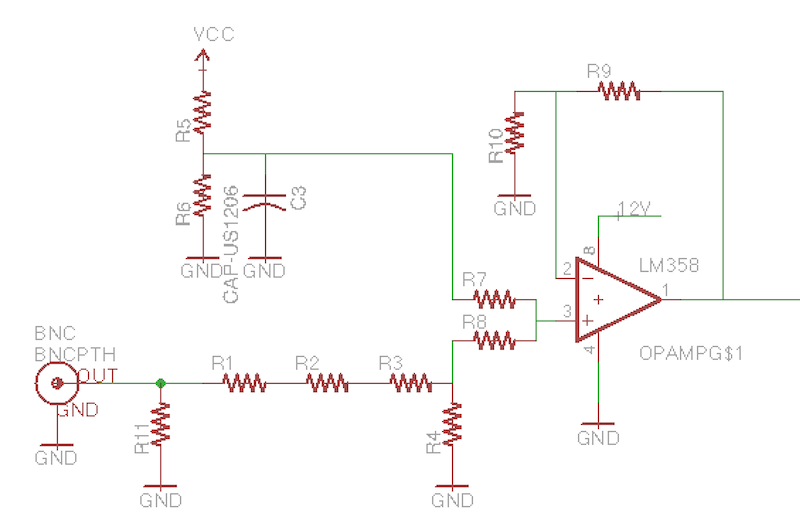 VCC
R5
R6
GND
CAP-US1206
C3
GND
R9
R10
GND
12V
8
LM358
2
-
+
1
3
+
4
OPAMPG$1
GND
R7
R8
BNC
BNCPTH
OUT
GND
GND
R1
R2
R3
R11
GND
R4
GND